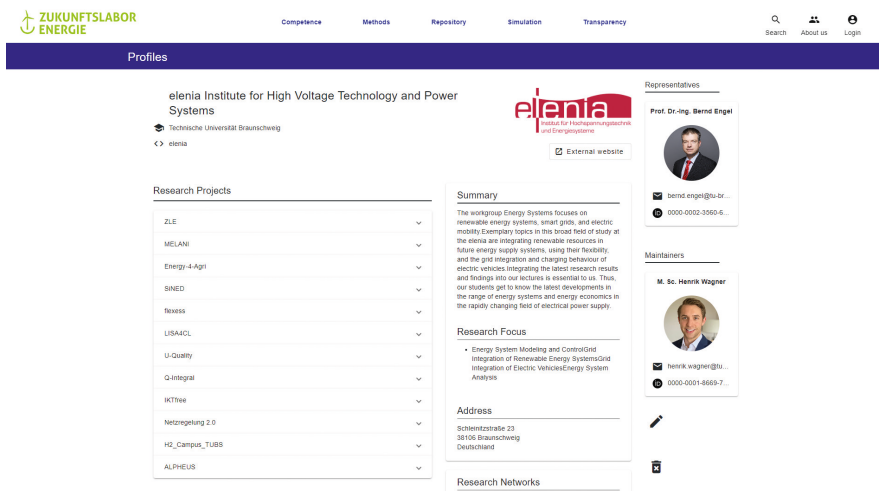 ZUKUNFTSLABOR
ENERGIE
Competence
Methods
Repository
Simulation
Transparency
Search
About us
Login
Profiles
elenia Institute for High Voltage Technology and Power
Systems
Technische Universität Braunschweig
elenia
elenia
Institut für Hochspannungstechnik
und Energiesysteme
External website
Research Projects
ZLE
MELANI
Energy-4-Agri
SiNED
flexess
LISA4CL
U-Quality
Q-Integral
IKTfree
Netzregelung 2.0
H2_Campus_TUBS
ALPHEUS
Summary
The workgroup Energy Systems focuses on
renewable energy systems, smart grids, and electric
mobility.Exemplary topics in this broad field of study at
the elenia are integrating renewable resources in
future energy supply systems, using their flexibility,
and the grid integration and charging behaviour of
electric vehicles.Integrating the latest research results
and findings into our lectures is essential to us. Thus,
our students get to know the latest developments in
the range of energy systems and energy economics in
the rapidly changing field of electrical power supply.
Research Focus
• Energy System Modeling and ControlGrid
Integration of Renewable Energy SystemsGrid
Integration of Electric VehiclesEnergy System
Analysis
Address
Schleinitzstraße 23
38106 Braunschweig
Deutschland
Research Networks
Representatives
Prof. Dr.-Ing. Bernd Engel
bernd.engel@tu-br...
iD 0000-0002-3560-6...
Maintainers
M. Sc. Henrik Wagner
henrik.wagner@tu...
iD 0000-0001-8669-7...